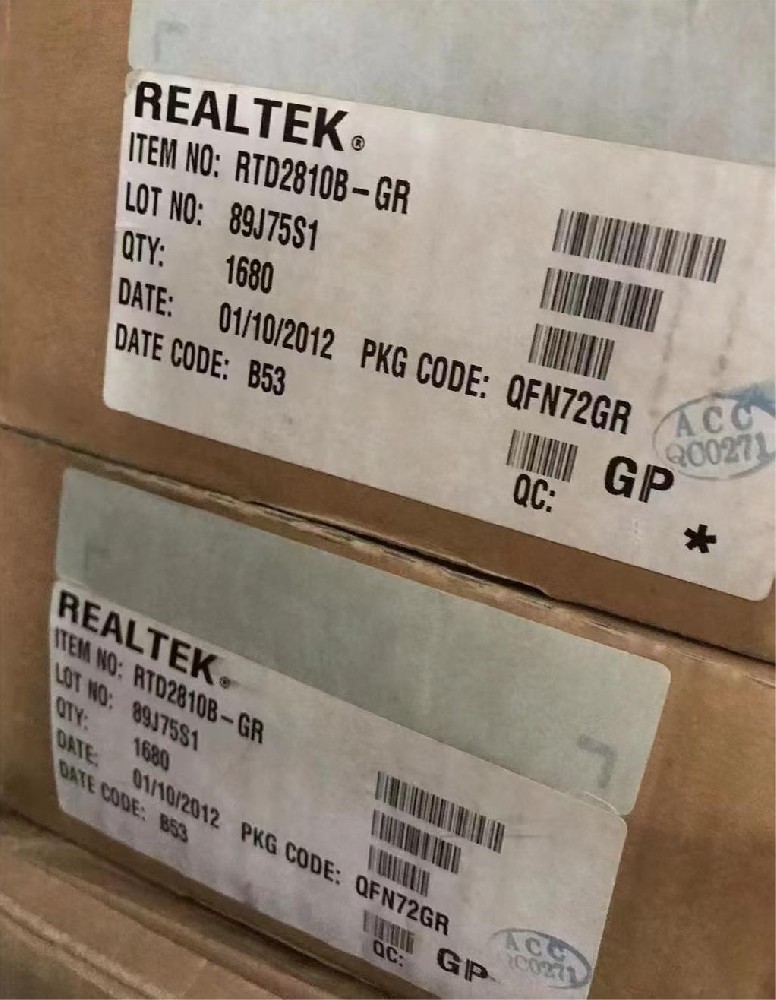 REALTEK®
ITEM NO: RTD2810B-GR
LOT NO: 89J75S1
QTY: 1680
DATE: 01/10/2012 PKG CODE: QFN72GR
DATE CODE: B53
QC: GP
*
ACC
QC0271
REALTEK®
ITEM NO: RTD2810B-GR
LOT NO: 89J75S1
QTY: 1680
DATE: 01/10/2012 PKG CODE: QFN72GR
DATE CODE: B53
QC: GP
ACC
QC0271